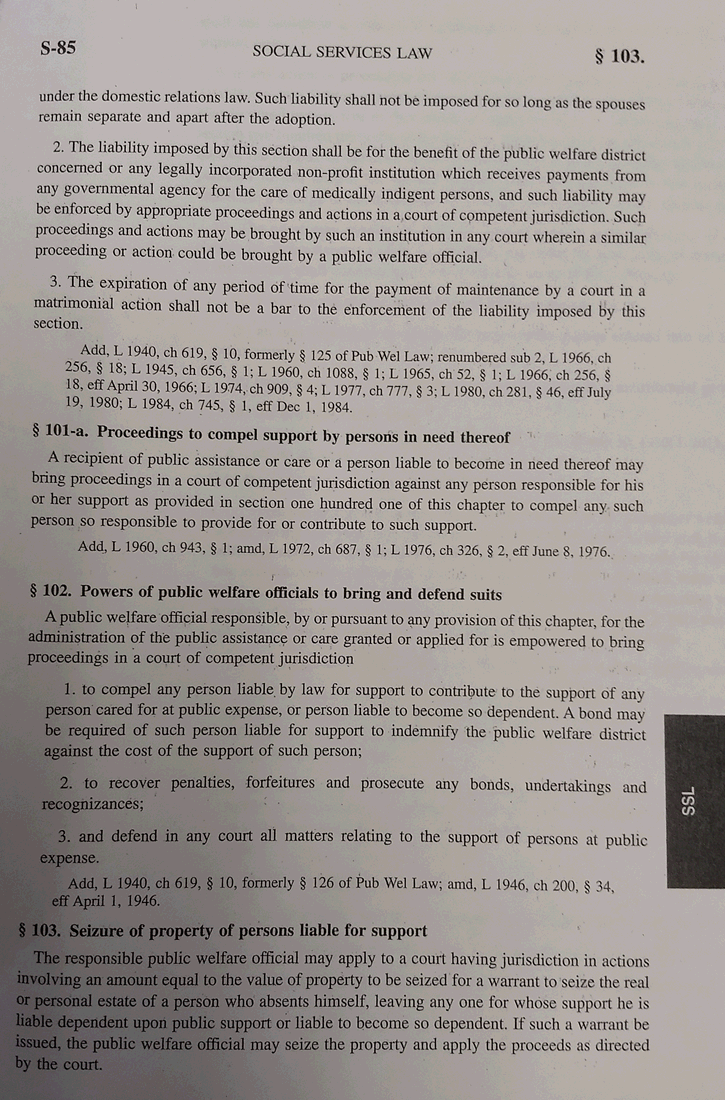 S-85 SOCIAL SERVICES LAW § 103.
under the domestic relations law. Such liability shall not be imposed for so long as the spouses
remain separate and apart after the adoption.
2. The liability imposed by this section shall be for the benefit of the public welfare district
concerned or any legally incorporated non-profit institution which receives payments from
any governmental agency for the care of medically indigent persons, and such liability may
be enforced by appropriate proceedings and actions in a court of competent jurisdiction. Such
proceedings and actions may be brought by such an institution in any court wherein a similar
proceeding or action could be brought by a public welfare official.
3. The expiration of any period of time for the payment of maintenance by a court in a
matrimonial action shall not be a bar to the enforcement of the liability imposed by this
section.
Add, L 1940, ch 619, § 10, formerly § 125 of Pub Wel Law; renumbered sub 2, L 1966, ch
256, § 18; L 1945, ch 656, § 1; L 1960, ch 1088, § 1; L 1965, ch 52, § 1; L 1966, ch 256, §
18, eff April 30, 1966; L 1974, ch 909, § 4; L 1977, ch 777, § 3; L 1980, ch 281, § 46, eff July
19, 1980; L 1984, ch 745, § 1, eff Dec 1, 1984.
§ 101-a. Proceedings to compel support by persons in need thereof
A recipient of public assistance or care or a person liable to become in need thereof may
bring proceedings in a court of competent jurisdiction against any person responsible for his
or her support as provided in section one hundred one of this chapter to compel any such
person so responsible to provide for or contribute to such support.
Add, L 1960, ch 943, § 1; amd, L 1972, ch 687, § 1; L 1976, ch 326, § 2, eff June 8, 1976.
§ 102. Powers of public welfare officials to bring and defend suits
A public welfare official responsible, by or pursuant to any provision of this chapter, for the
administration of the public assistance or care granted or applied for is empowered to bring
proceedings in a court of competent jurisdiction
1. to compel any person liable by law for support to contribute to the support of any
person cared for at public expense, or person liable to become so dependent. A bond may
be required of such person liable for support to indemnify the public welfare district
against the cost of the support of such person;
2. to recover penalties, forfeitures and prosecute any bonds, undertakings and
recognizances;
3. and defend in any court all matters relating to the support of persons at public
expense.
Add, L 1940, ch 619, § 10, formerly § 126 of Pub Wel Law; amd, L 1946, ch 200, § 34,
eff April 1, 1946.
§ 103. Seizure of property of persons liable for support
The responsible public welfare official may apply to a court having jurisdiction in actions
involving an amount equal to the value of property to be seized for a warrant to seize the real
or personal estate of a person who absents himself, leaving any one for whose support he is
liable dependent upon public support or liable to become so dependent. If such a warrant be
issued, the public welfare official may seize the property and apply the proceeds as directed
by the court.
SSL